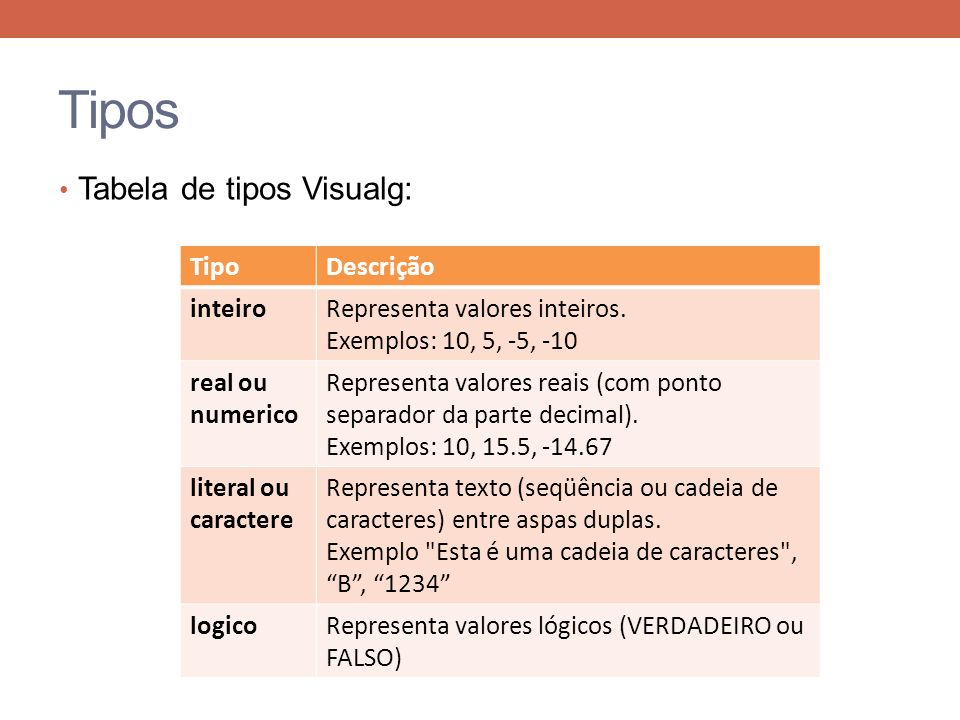 Tipos
• Tabela de tipos Visualg:
Tipo Descrição
inteiro Representa valores inteiros.
Exemplos: 10, 5, -5, -10
real ou Representa valores reais (com ponto
numerico separador da parte decimal).
Exemplos: 10, 15.5, -14.67
literal ou Representa texto (seqüência ou cadeia de
caractere caracteres) entre aspas duplas.
Exemplo "Esta é uma cadeia de caracteres",
“B”, “1234”
logico Representa valores lógicos (VERDADEIRO ou
FALSO)